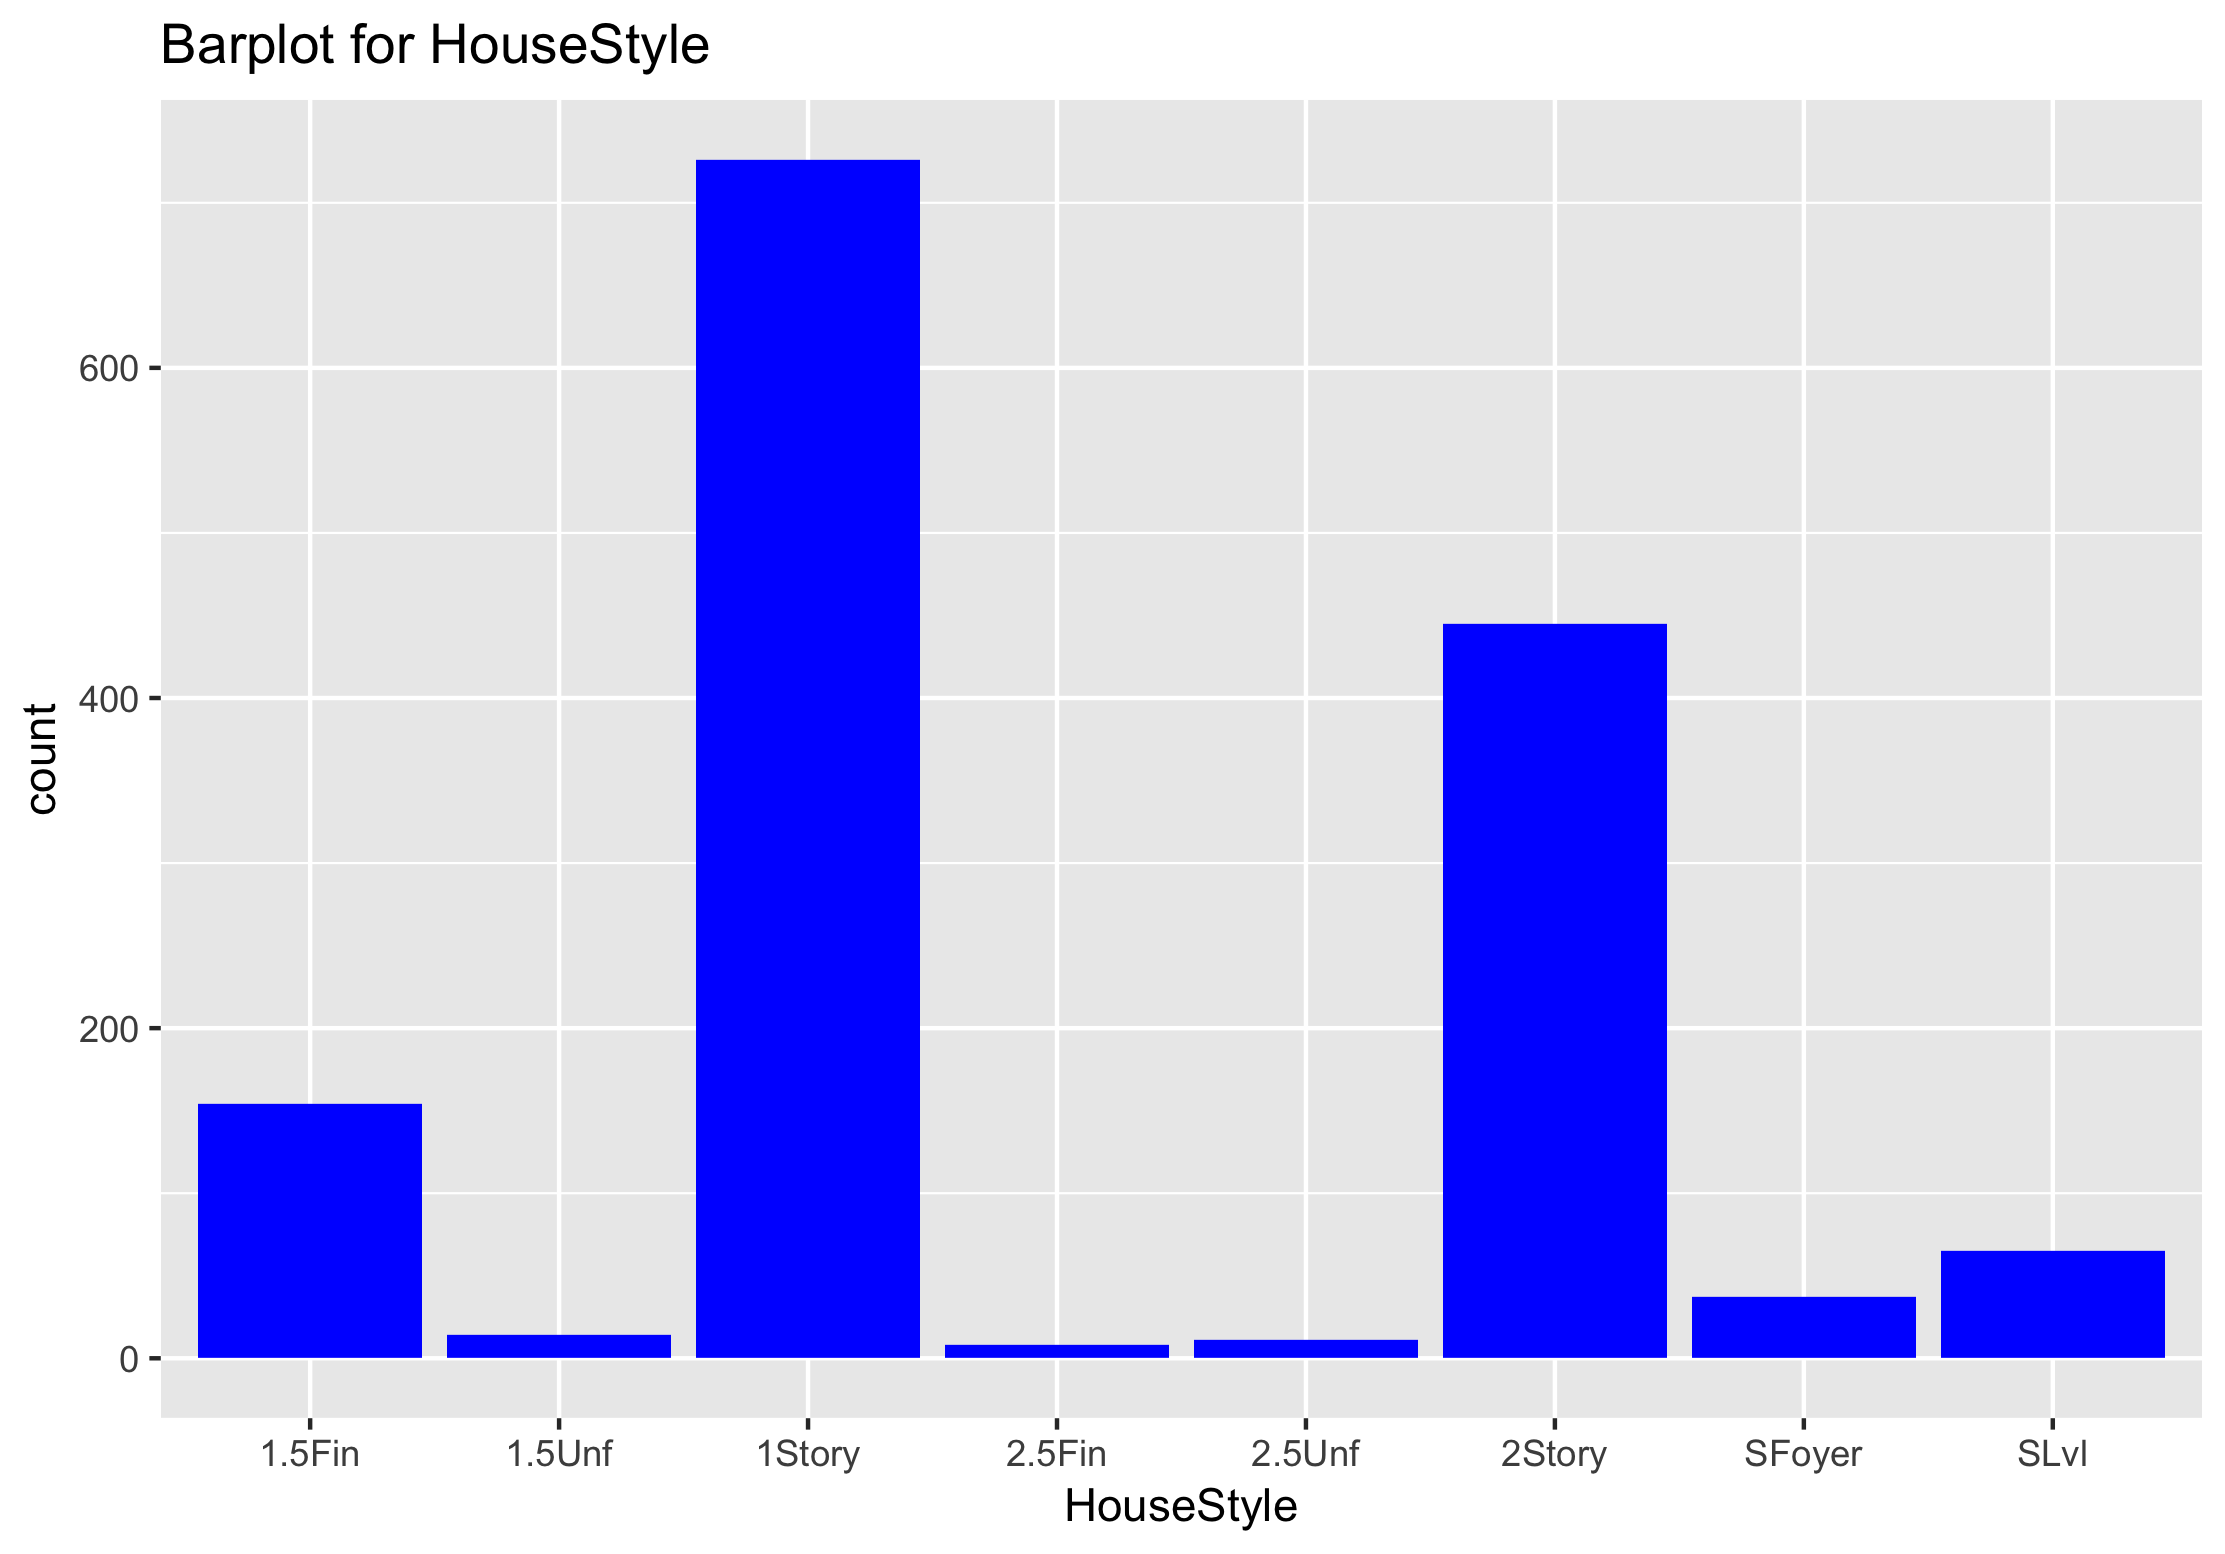 Barplot for HouseStyle
count
600
400
200
0
1.5Fin 1.5Unf 1Story 2.5Fin 2.5Unf 2Story SFoyer SLvl
HouseStyle